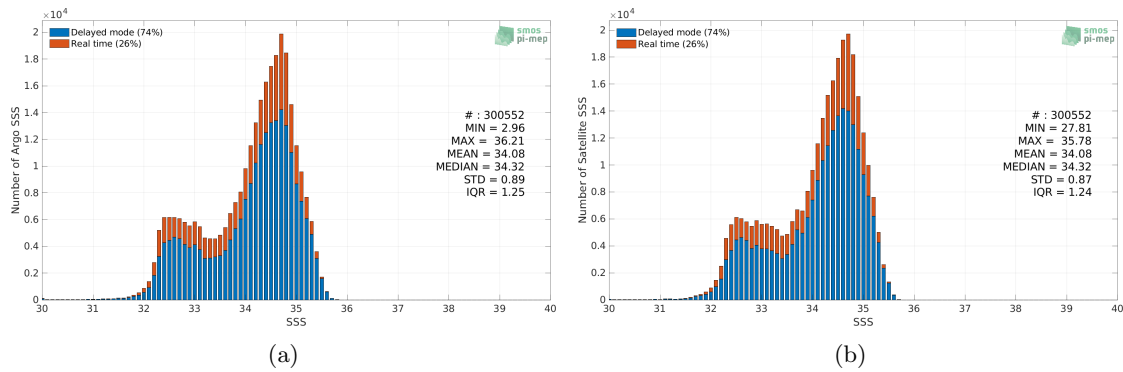 ×10⁴
Delayed mode (74%)
Real time (26%)
smos
pi-mep
# : 300552
MIN = 2.96
MAX = 36.21
MEAN = 34.08
MEDIAN = 34.32
STD = 0.89
IQR = 1.25
Number of Argo SSS
2
1.8
1.6
1.4
1.2
1
0.8
0.6
0.4
0.2
0
30 31 32 33 34 35 36 37 38 39 40
SSS
(a)
×10⁴
Delayed mode (74%)
Real time (26%)
smos
pi-mep
# : 300552
MIN = 27.81
MAX = 35.78
MEAN = 34.08
MEDIAN = 34.32
STD = 0.87
IQR = 1.24
Number of Satellite SSS
2
1.8
1.6
1.4
1.2
1
0.8
0.6
0.4
0.2
0
30 31 32 33 34 35 36 37 38 39 40
SSS
(b)